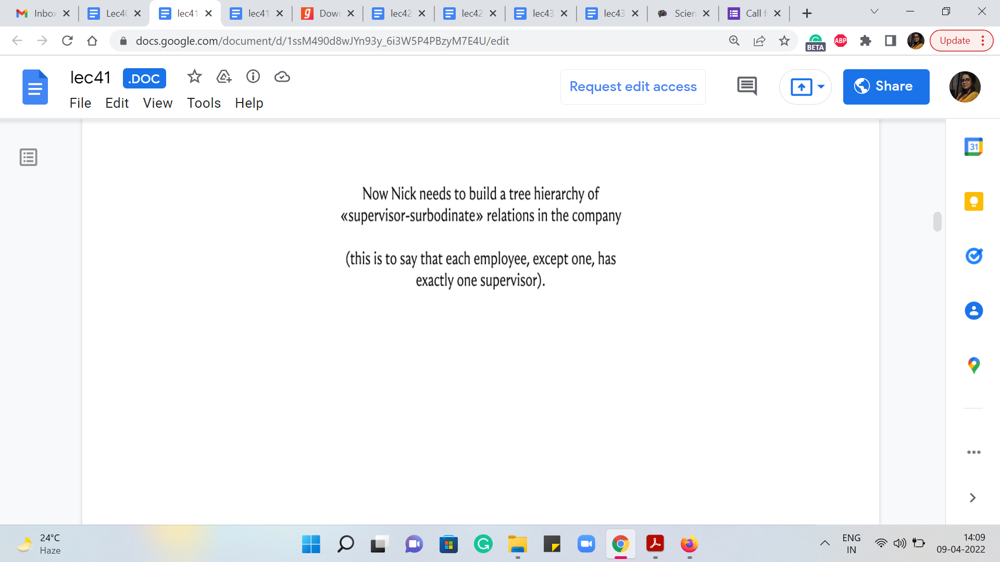 Inbox
Lec40
lec41
lec41
Down
lec42
lec42
lec43
lec43
Scien
Call f
docs.google.com/document/d/1ssM490d8wJYn93y_6i3W5P4PBzyM7E4U/edit
BETA
ABP
Update
lec41
.DOC
File Edit View Tools Help
Request edit access
Share
31
Now Nick needs to build a tree hierarchy of
«supervisor-surbodinate» relations in the company
(this is to say that each employee, except one, has
exactly one supervisor).
24°C
Haze
ENG
IN
14:09
09-04-2022